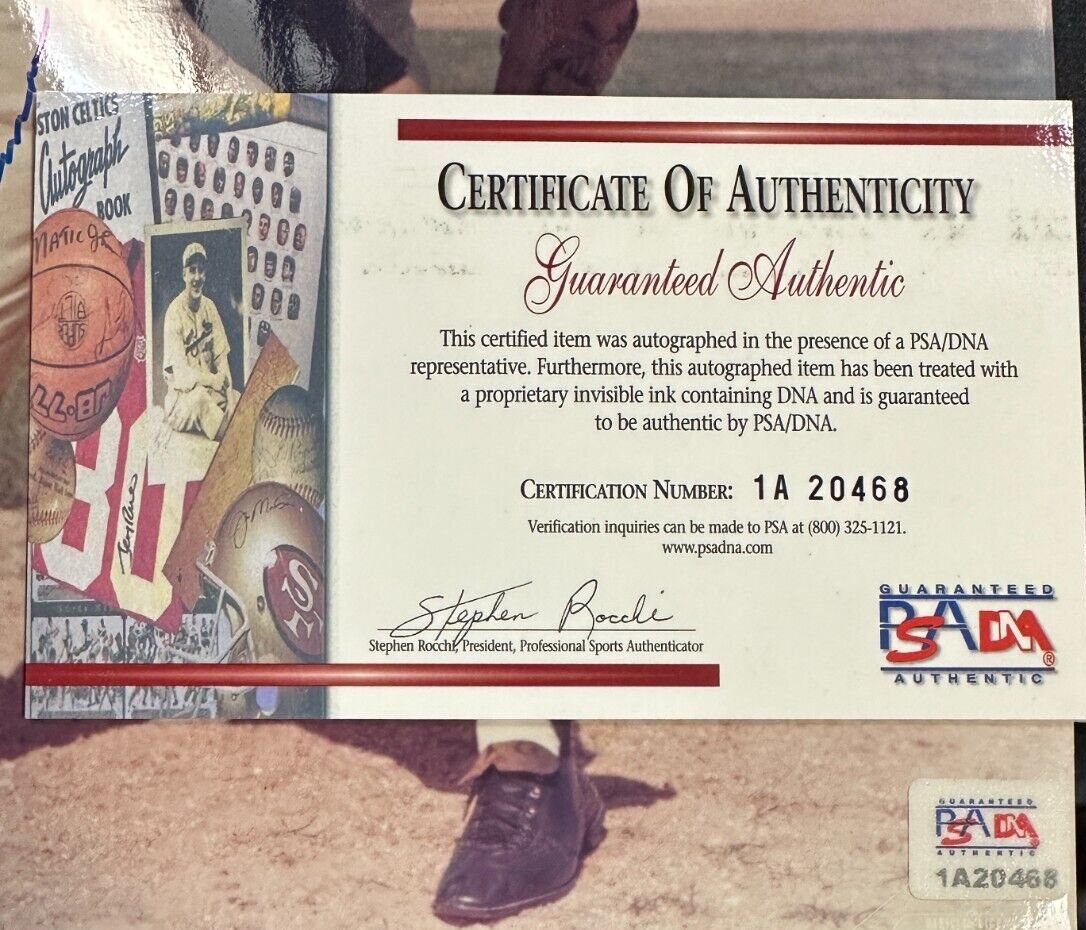 STON CELTICS
Autograph
BOOK
CERTIFICATE OF AUTHENTICITY
Guaranteed Authentic
This certified item was autographed in the presence of a PSA/DNA
representative. Furthermore, this autographed item has been treated with
a proprietary invisible ink containing DNA and is guaranteed
to be authentic by PSA/DNA.
CERTIFICATION NUMBER: 1A 20468
Verification inquiries can be made to PSA at (800) 325-1121.
www.psadna.com
Stephen Rocchi
Stephen Rocchi, President, Professional Sports Authenticator
GUARANTEED
PSA DNA®
AUTHENTIC
GUARANTEED
PSA DNA
AUTHENTIC
1A20468